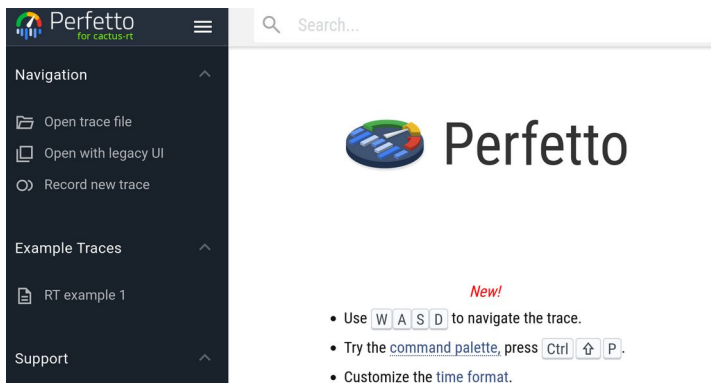 Perfetto
for cactus-rt
Search...
Navigation
Open trace file
Open with legacy UI
Record new trace
Example Traces
RT example 1
Support
Perfetto
New!
Use W A S D to navigate the trace.
Try the command palette, press Ctrl ⇧ P.
Customize the time format.